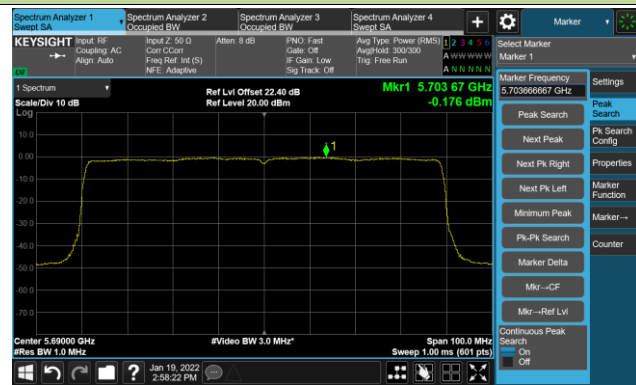 Spectrum Analyzer 1
Swept SA
Spectrum Analyzer 2
Occupied BW
Spectrum Analyzer 3
Occupied BW
Spectrum Analyzer 4
Swept SA
+
Marker
KEYSIGHT
Input: RF
Coupling: AC
Align: Auto
Input Z: 50 Ω
Corr CCorr
Freq Ref: Int (S)
NFE: Adaptive
Atten: 8 dB
PNO: Fast
Gate: Off
IF Gain: Low
Sig Track: Off
Avg Type: Power (RMS)
Avg|Hold: 300/300
Trig: Free Run
1 2 3 4 5 6
A W W W W W
A N N N N N
Select Marker
Marker 1
1 Spectrum
Scale/Div 10 dB
Log
Ref Lvl Offset 22.40 dB
Ref Level 20.00 dBm
Mkr1 5.703 67 GHz
-0.176 dBm
10.0
0.00
-10.0
-20.0
-30.0
-40.0
-50.0
-60.0
-70.0
1
Center 5.69000 GHz
#Res BW 1.0 MHz
#Video BW 3.0 MHz*
Span 100.0 MHz
Sweep 1.00 ms (601 pts)
Marker Frequency
5.703666667 GHz
Peak Search
Next Peak
Next Pk Right
Next Pk Left
Minimum Peak
Pk-Pk Search
Marker Delta
Mkr→CF
Mkr→Ref Lvl
Continuous Peak
Search
On
Off
Settings
Peak
Search
Pk Search
Config
Properties
Marker
Function
Marker→
Counter
?
Jan 19, 2022
2:58:22 PM